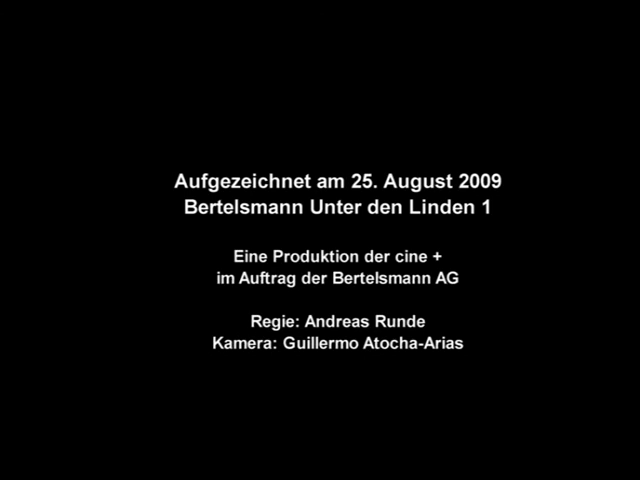 Aufgezeichnet am 25. August 2009
Bertelsmann Unter den Linden 1
Eine Produktion der cine +
im Auftrag der Bertelsmann AG
Regie: Andreas Runde
Kamera: Guillermo Atocha-Arias